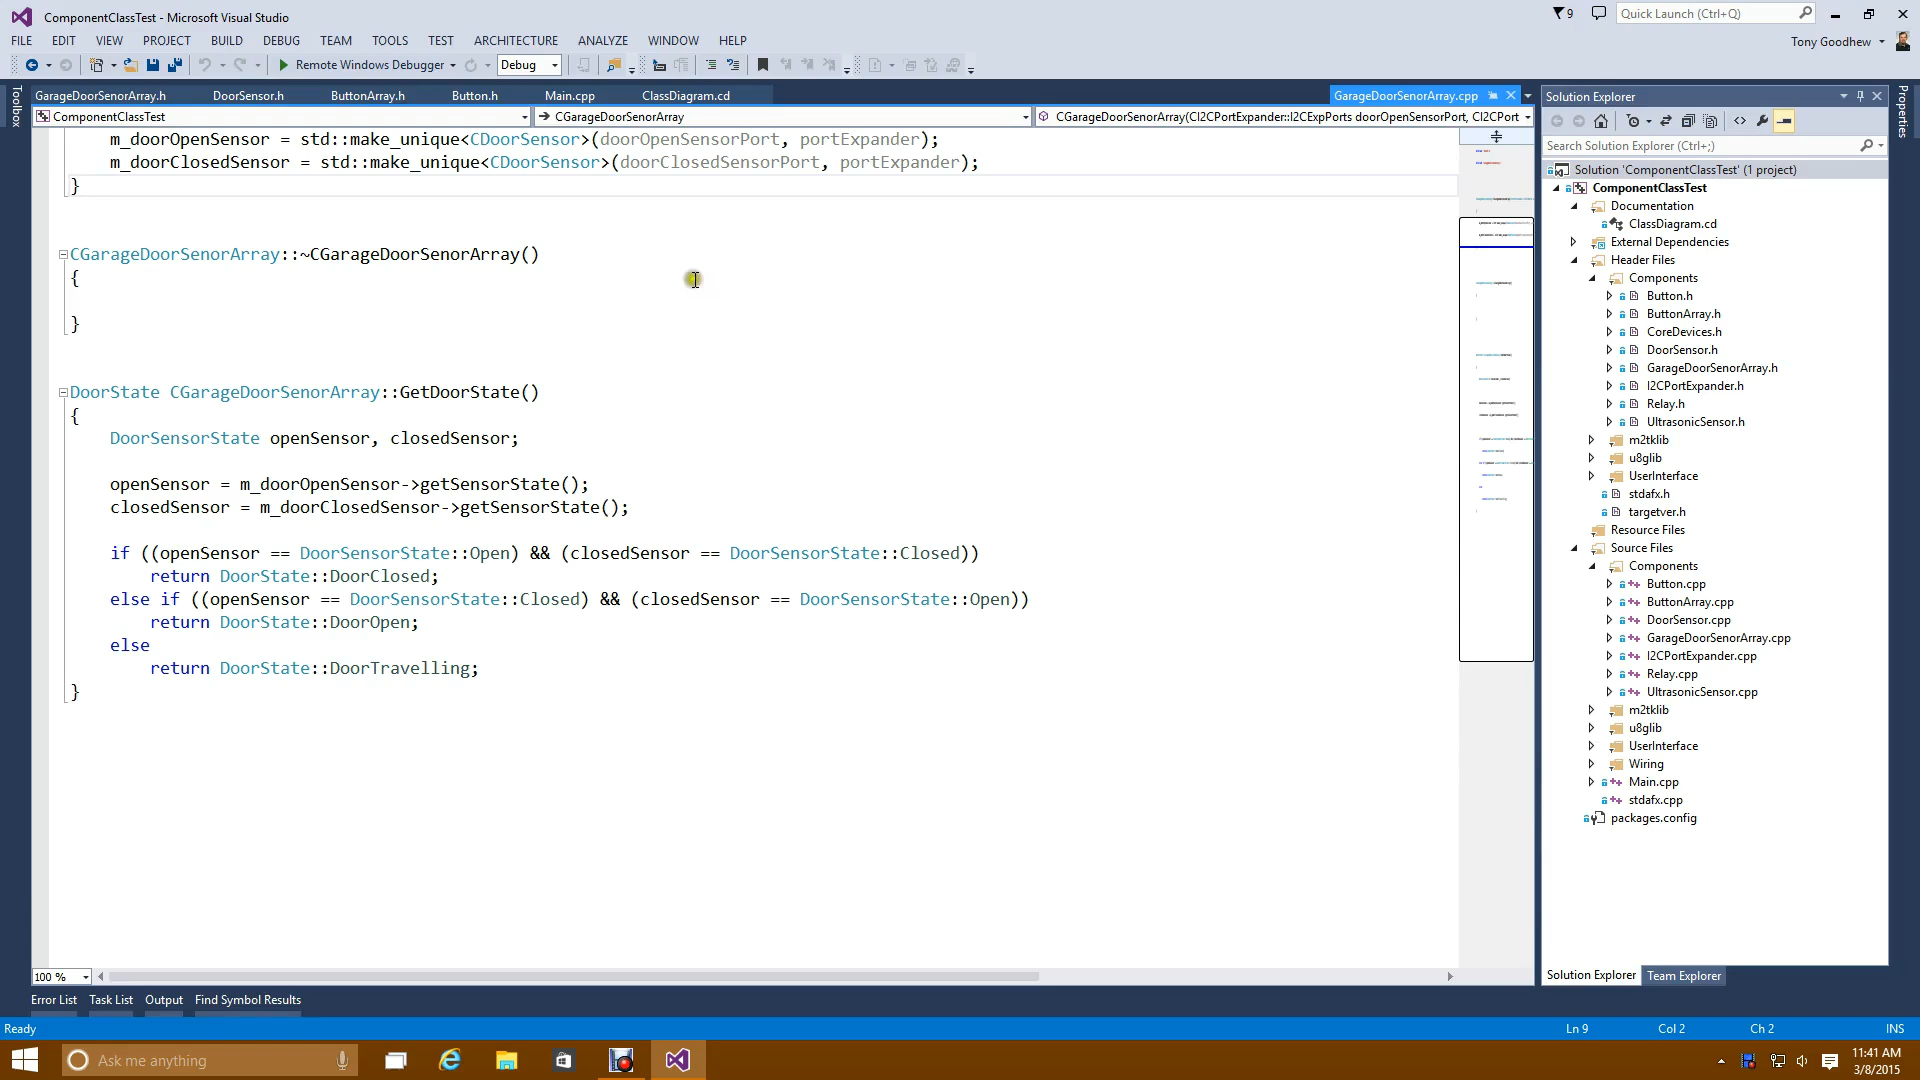 ComponentClassTest - Microsoft Visual Studio
9
Quick Launch (Ctrl+Q)
FILE EDIT VIEW PROJECT BUILD DEBUG TEAM TOOLS TEST ARCHITECTURE ANALYZE WINDOW HELP
Tony Goodhew
Remote Windows Debugger
Debug
Toolbox
GarageDoorSenorArray.h DoorSensor.h ButtonArray.h Button.h Main.cpp ClassDiagram.cd GarageDoorSenorArray.cpp
ComponentClassTest
CGarageDoorSenorArray
CGarageDoorSenorArray(CI2CPortExpander::I2CExpPorts doorOpenSensorPort, CI2CPort
m_doorOpenSensor = std::make_unique<CDoorSensor>(doorOpenSensorPort, portExpander);
m_doorClosedSensor = std::make_unique<CDoorSensor>(doorClosedSensorPort, portExpander);
}
CGarageDoorSenorArray::~CGarageDoorSenorArray()
{
}
DoorState CGarageDoorSenorArray::GetDoorState()
{
DoorSensorState openSensor, closedSensor;
openSensor = m_doorOpenSensor->getSensorState();
closedSensor = m_doorClosedSensor->getSensorState();
if ((openSensor == DoorSensorState::Open) && (closedSensor == DoorSensorState::Closed))
return DoorState::DoorClosed;
else if ((openSensor == DoorSensorState::Closed) && (closedSensor == DoorSensorState::Open))
return DoorState::DoorOpen;
else
return DoorState::DoorTravelling;
}
100 %
Error List Task List Output Find Symbol Results
Solution Explorer
Search Solution Explorer (Ctrl+;)
Solution 'ComponentClassTest' (1 project)
ComponentClassTest
Documentation
ClassDiagram.cd
External Dependencies
Header Files
Components
Button.h
ButtonArray.h
CoreDevices.h
DoorSensor.h
GarageDoorSenorArray.h
I2CPortExpander.h
Relay.h
UltrasonicSensor.h
m2tklib
u8glib
UserInterface
stdafx.h
targetver.h
Resource Files
Source Files
Components
Button.cpp
ButtonArray.cpp
DoorSensor.cpp
GarageDoorSenorArray.cpp
I2CPortExpander.cpp
Relay.cpp
UltrasonicSensor.cpp
m2tklib
u8glib
UserInterface
Wiring
Main.cpp
stdafx.cpp
packages.config
Solution Explorer Team Explorer
Properties
Ready
Ln 9 Col 2 Ch 2 INS
Ask me anything
11:41 AM
3/8/2015